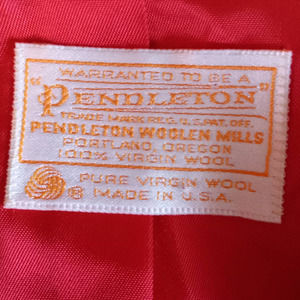 WARRANTED TO BE A
"PENDLETON"
TRADE MARK REG. U.S. PAT. OFF.
PENDLETON WOOLEN MILLS
PORTLAND, OREGON
100% VIRGIN WOOL
PURE VIRGIN WOOL
® MADE IN U.S.A.